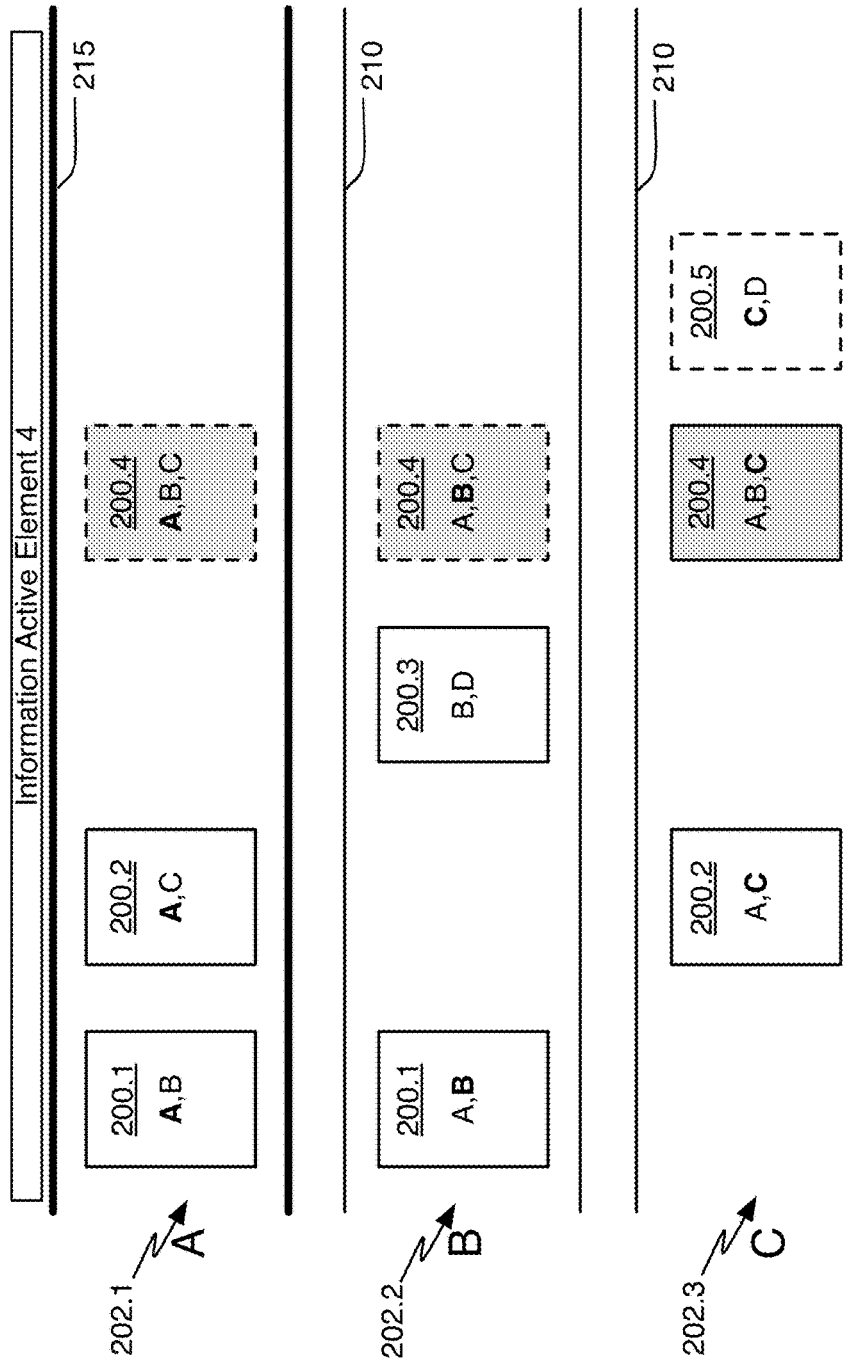 Information Active Element 4
215
202.1
A
200.1
A,B
200.2
A,C
200.4
A,B,C
210
202.2
B
200.1
A,B
200.3
B,D
200.4
A,B,C
210
202.3
C
200.2
A,C
200.4
A,B,C
200.5
C,D